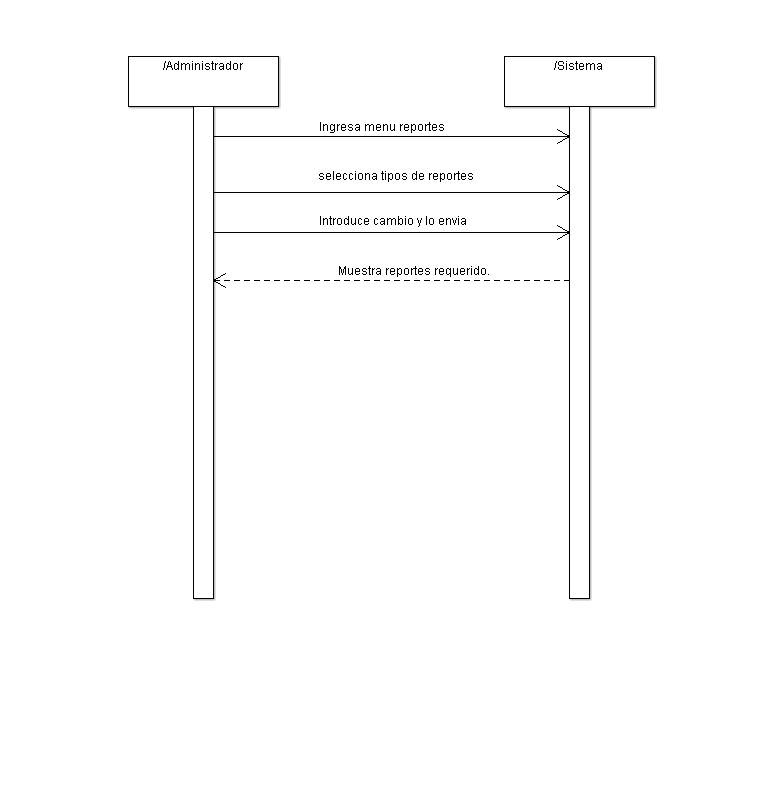 /Administrador
/Sistema
Ingresa menu reportes
selecciona tipos de reportes
Introduce cambio y lo envia
Muestra reportes requerido.